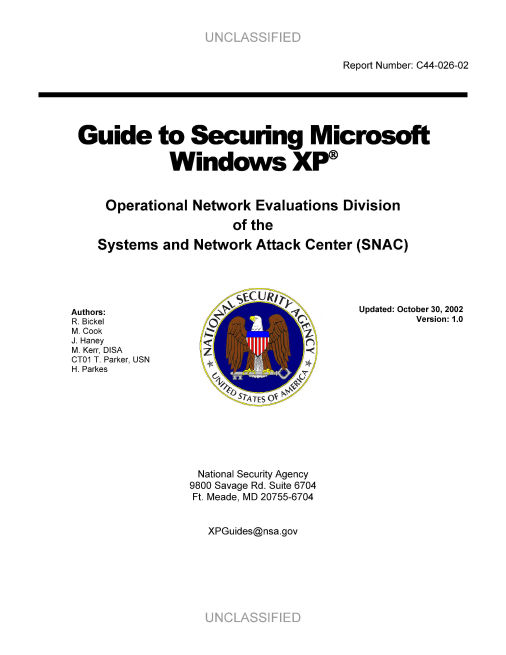 UNCLASSIFIED
Report Number: C44-026-02
Guide to Securing Microsoft
Windows XP®
Operational Network Evaluations Division
of the
Systems and Network Attack Center (SNAC)
Authors:
R. Bickel
M. Cook
J. Haney
M. Kerr, DISA
CT01 T. Parker, USN
H. Parkes
NATIONAL SECURITY AGENCY
UNITED STATES OF AMERICA
Updated: October 30, 2002
Version: 1.0
National Security Agency
9800 Savage Rd. Suite 6704
Ft. Meade, MD 20755-6704
XPGuides@nsa.gov
UNCLASSIFIED